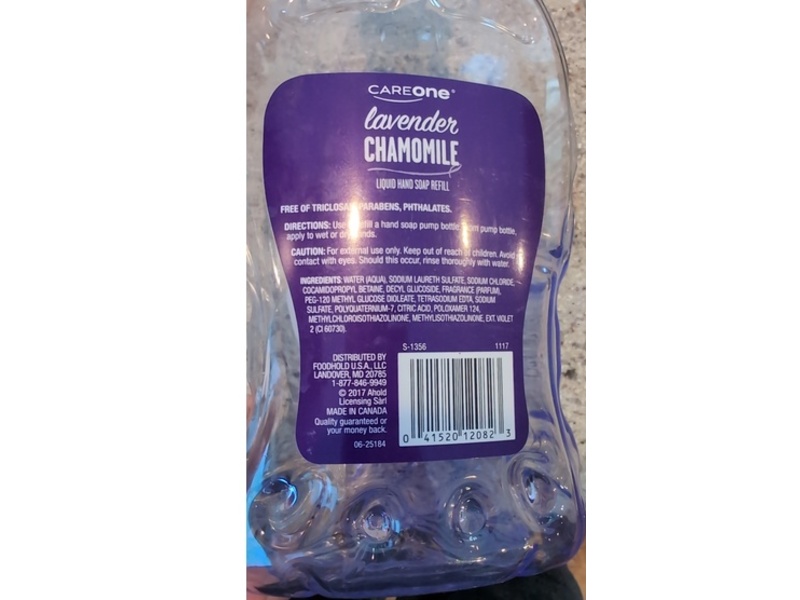 CAREOne®
lavender
CHAMOMILE
LIQUID HAND SOAP REFILL
FREE OF TRICLOSAN, PARABENS, PHTHALATES.
DIRECTIONS: Use refill a hand soap pump bottle. pump bottle,
apply to wet or dry hands.
CAUTION: For external use only. Keep out of reach of children. Avoid
contact with eyes. Should this occur, rinse thoroughly with water.
INGREDIENTS: WATER (AQUA), SODIUM LAURETH SULFATE, SODIUM CHLORIDE,
COCAMIDOPROPYL BETAINE, DECYL GLUCOSIDE, FRAGRANCE (PARFUM),
PEG-120 METHYL GLUCOSE DIOLEATE, TETRASODIUM EDTA, SODIUM
SULFATE, POLYQUATERNIUM-7, CITRIC ACID, POLOXAMER 124,
METHYLCHLOROISOTHIAZOLINONE, METHYLISOTHIAZOLINONE, EXT. VIOLET
2 (CI 60730).
S-1356 1117
DISTRIBUTED BY
FOODHOLD U.S.A., LLC
LANDOVER, MD 20785
1-877-846-9949
© 2017 Ahold
Licensing Sàrl
MADE IN CANADA
Quality guaranteed or
your money back.
06-25184
0 41520 12082 3